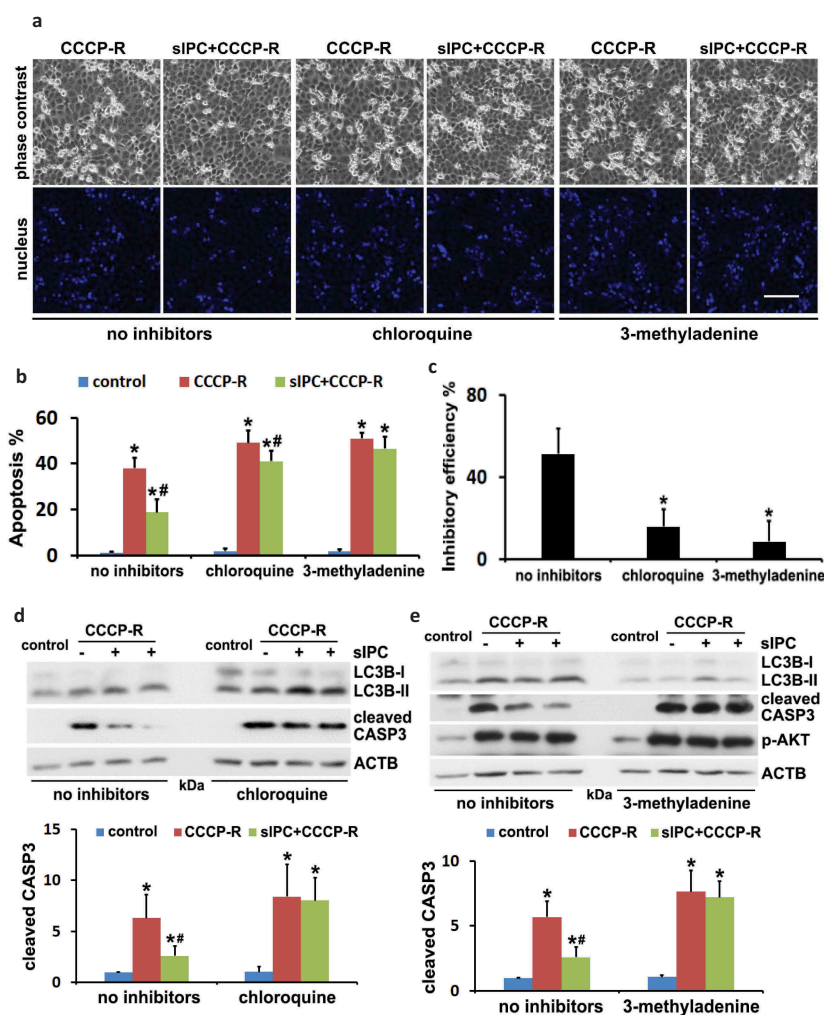 a
CCCP-R sIPC+CCCP-R CCCP-R sIPC+CCCP-R CCCP-R sIPC+CCCP-R
phase contrast
nucleus
no inhibitors chloroquine 3-methyladenine
b
control CCCP-R sIPC+CCCP-R
Apoptosis %
60
40
20
0
* *# * *# * *
no inhibitors chloroquine 3-methyladenine
c
Inhibitory efficiency %
80
40
0
* *
no inhibitors chloroquine 3-methyladenine
d
control CCCP-R control CCCP-R
- + + - + + sIPC
LC3B-I
LC3B-II
cleaved
CASP3
ACTB
no inhibitors kDa chloroquine
control CCCP-R sIPC+CCCP-R
cleaved CASP3
15
10
5
0
* *# * *
no inhibitors chloroquine
e
control CCCP-R control CCCP-R
- + + - + + sIPC
LC3B-I
LC3B-II
cleaved
CASP3
p-AKT
ACTB
no inhibitors kDa 3-methyladenine
control CCCP-R sIPC+CCCP-R
cleaved CASP3
10
5
0
* *# * *
no inhibitors 3-methyladenine